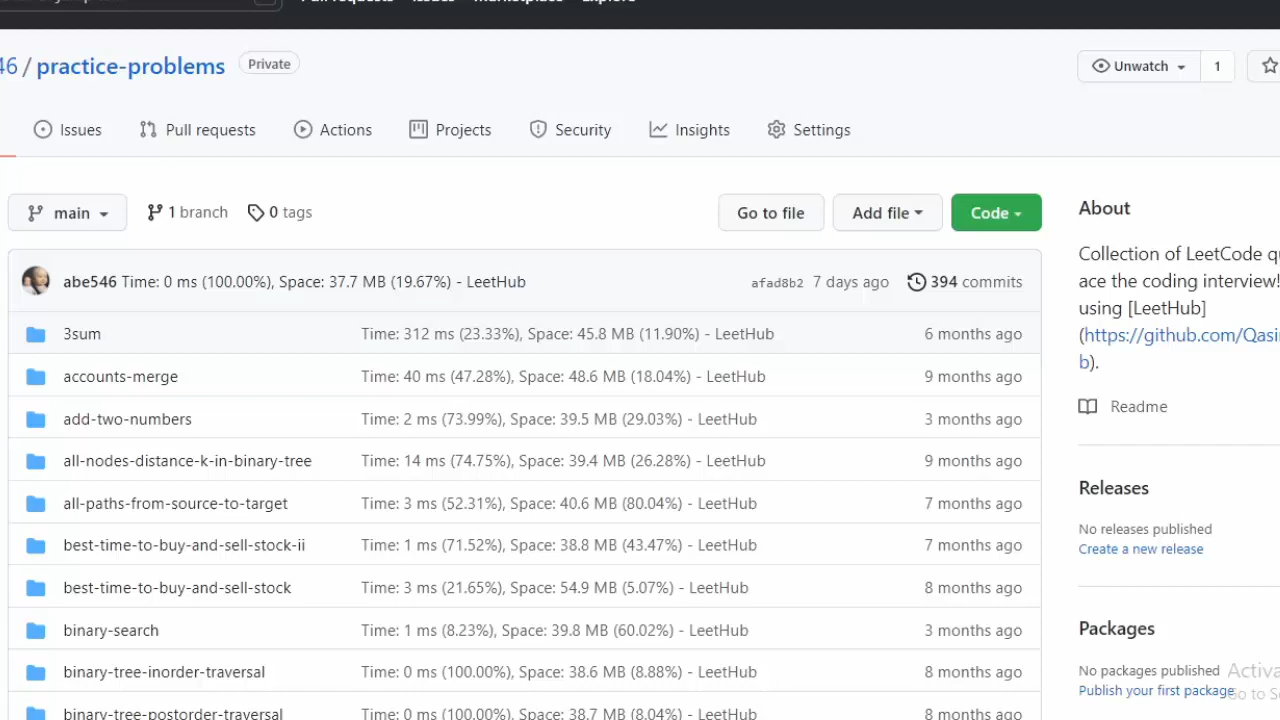 46 / practice-problems Private Unwatch 1
Issues Pull requests Actions Projects Security Insights Settings
main 1 branch 0 tags Go to file Add file Code
abe546 Time: 0 ms (100.00%), Space: 37.7 MB (19.67%) - LeetHub afad8b2 7 days ago 394 commits
3sum Time: 312 ms (23.33%), Space: 45.8 MB (11.90%) - LeetHub 6 months ago
accounts-merge Time: 40 ms (47.28%), Space: 48.6 MB (18.04%) - LeetHub 9 months ago
add-two-numbers Time: 2 ms (73.99%), Space: 39.5 MB (29.03%) - LeetHub 3 months ago
all-nodes-distance-k-in-binary-tree Time: 14 ms (74.75%), Space: 39.4 MB (26.28%) - LeetHub 9 months ago
all-paths-from-source-to-target Time: 3 ms (52.31%), Space: 40.6 MB (80.04%) - LeetHub 7 months ago
best-time-to-buy-and-sell-stock-ii Time: 1 ms (71.52%), Space: 38.8 MB (43.47%) - LeetHub 7 months ago
best-time-to-buy-and-sell-stock Time: 3 ms (21.65%), Space: 54.9 MB (5.07%) - LeetHub 8 months ago
binary-search Time: 1 ms (8.23%), Space: 39.8 MB (60.02%) - LeetHub 3 months ago
binary-tree-inorder-traversal Time: 0 ms (100.00%), Space: 38.6 MB (8.88%) - LeetHub 8 months ago
binary-tree-postorder-traversal Time: 0 ms (100.00%), Space: 38.7 MB (8.04%) - LeetHub 8 months ago
About
Collection of LeetCode qu
ace the coding interview!
using [LeetHub]
(https://github.com/Qasi
b).
Readme
Releases
No releases published
Create a new release
Packages
No packages published
Publish your first package
Activa
Go to S